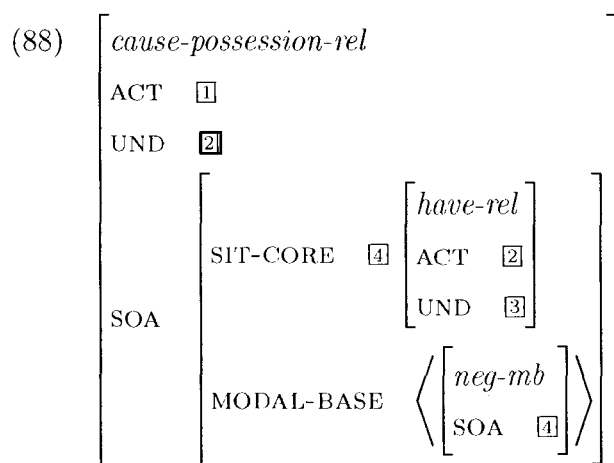 (88) cause-possession-rel
ACT 1
UND 2
have-rel
SIT-CORE 4 ACT 2
UND 3
SOA
neg-mb
MODAL-BASE ⟨ SOA 4 ⟩